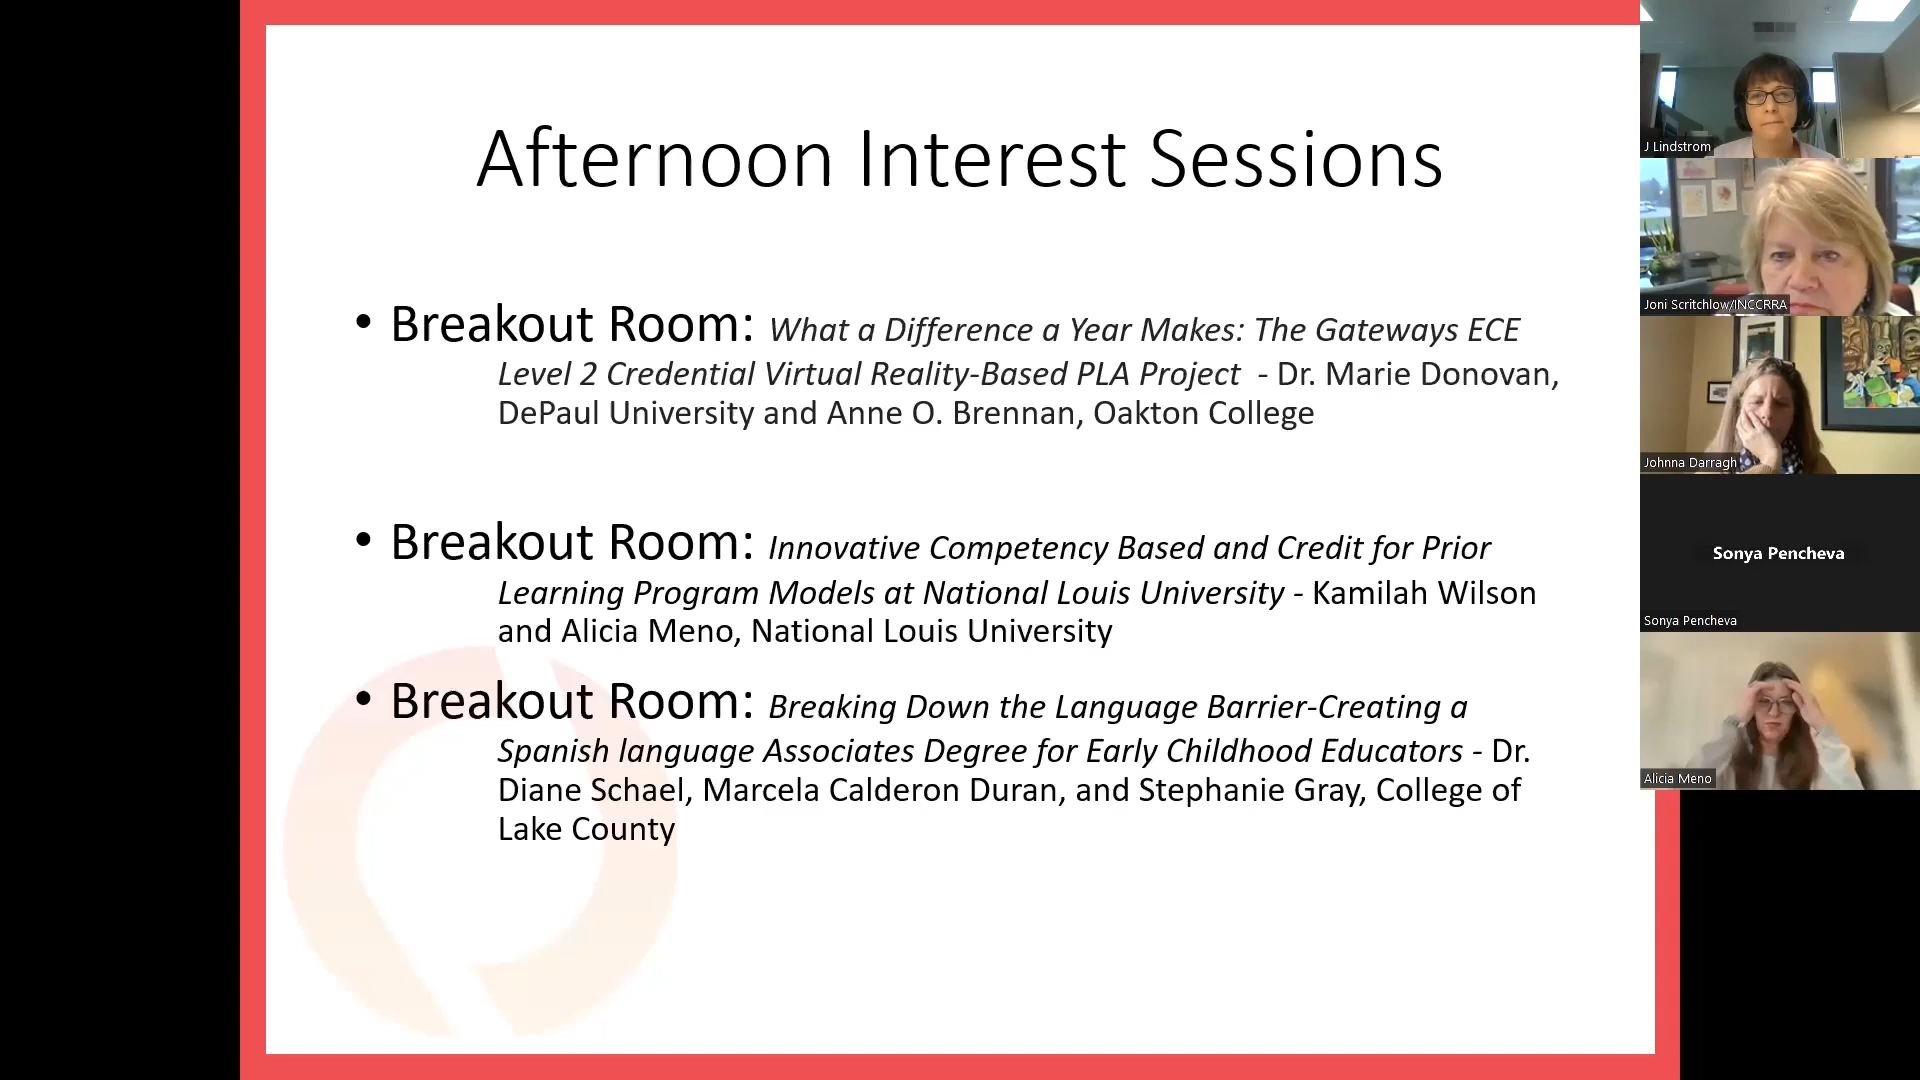 Afternoon Interest Sessions
• Breakout Room: What a Difference a Year Makes: The Gateways ECE
Level 2 Credential Virtual Reality-Based PLA Project - Dr. Marie Donovan,
DePaul University and Anne O. Brennan, Oakton College
• Breakout Room: Innovative Competency Based and Credit for Prior
Learning Program Models at National Louis University - Kamilah Wilson
and Alicia Meno, National Louis University
• Breakout Room: Breaking Down the Language Barrier-Creating a
Spanish language Associates Degree for Early Childhood Educators - Dr.
Diane Schael, Marcela Calderon Duran, and Stephanie Gray, College of
Lake County
J Lindstrom
Joni Scritchlow/INCCRRA
Johnna Darragh
Sonya Pencheva
Sonya Pencheva
Alicia Meno